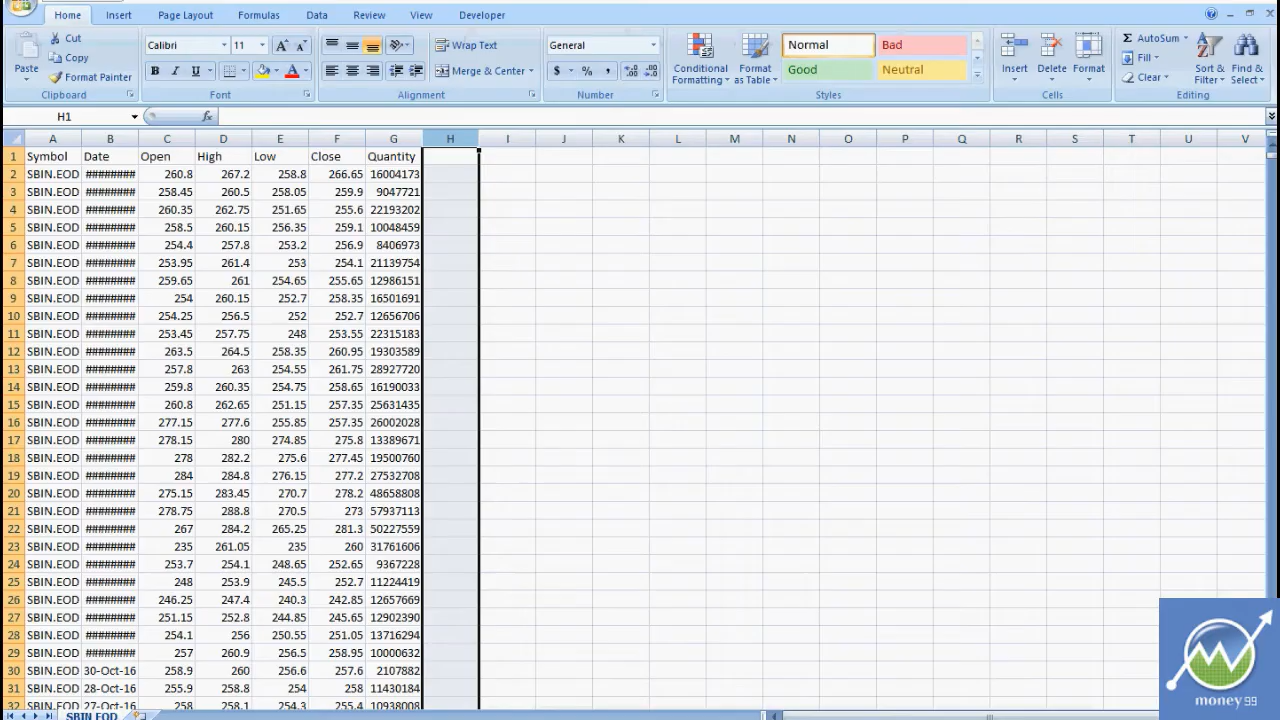 Home Insert Page Layout Formulas Data Review View Developer
Cut
Copy
Format Painter
Paste
Clipboard
Calibri 11
B I U
Font
Wrap Text
Merge & Center
Alignment
General
$ % ,
Number
Conditional Formatting
Format as Table
Normal Bad
Good Neutral
Styles
Insert Delete Format
Cells
AutoSum
Fill
Clear
Sort & Filter
Find & Select
Editing
H1 fx
A B C D E F G H I J K L M N O P Q R S T U V
1 Symbol Date Open High Low Close Quantity
2 SBIN.EOD ######## 260.8 267.2 258.8 266.65 16004173
3 SBIN.EOD ######## 258.45 260.5 258.05 259.9 9047721
4 SBIN.EOD ######## 260.35 262.75 251.65 255.6 22193202
5 SBIN.EOD ######## 258.5 260.15 256.35 259.1 10048459
6 SBIN.EOD ######## 254.4 257.8 253.2 256.9 8406973
7 SBIN.EOD ######## 253.95 261.4 253 254.1 21139754
8 SBIN.EOD ######## 259.65 261 254.65 255.65 12986151
9 SBIN.EOD ######## 254 260.15 252.7 258.35 16501691
10 SBIN.EOD ######## 254.25 256.5 252 252.7 12656706
11 SBIN.EOD ######## 253.45 257.75 248 253.55 22315183
12 SBIN.EOD ######## 263.5 264.5 258.35 260.95 19303589
13 SBIN.EOD ######## 257.8 263 254.55 261.75 28927720
14 SBIN.EOD ######## 259.8 260.35 254.75 258.65 16190033
15 SBIN.EOD ######## 260.8 262.65 251.15 257.35 25631435
16 SBIN.EOD ######## 277.15 277.6 255.85 257.35 26002028
17 SBIN.EOD ######## 278.15 280 274.85 275.8 13389671
18 SBIN.EOD ######## 278 282.2 275.6 277.45 19500760
19 SBIN.EOD ######## 284 284.8 276.15 277.2 27532708
20 SBIN.EOD ######## 275.15 283.45 270.7 278.2 48658808
21 SBIN.EOD ######## 278.75 288.8 270.5 273 57937113
22 SBIN.EOD ######## 267 284.2 265.25 281.3 50227559
23 SBIN.EOD ######## 235 261.05 235 260 31761606
24 SBIN.EOD ######## 253.7 254.1 248.65 252.65 9367228
25 SBIN.EOD ######## 248 253.9 245.5 252.7 11224419
26 SBIN.EOD ######## 246.25 247.4 240.3 242.85 12657669
27 SBIN.EOD ######## 251.15 252.8 244.85 245.65 12902390
28 SBIN.EOD ######## 254.1 256 250.55 251.05 13716294
29 SBIN.EOD ######## 257 260.9 256.5 258.95 10000632
30 SBIN.EOD 30-Oct-16 258.9 260 256.6 257.6 2107882
31 SBIN.EOD 28-Oct-16 255.9 258.8 254 258 11430184
32 SBIN.EOD 27-Oct-16 258 258.1 254.3 255.4 10938008
SBIN EOD
money 99